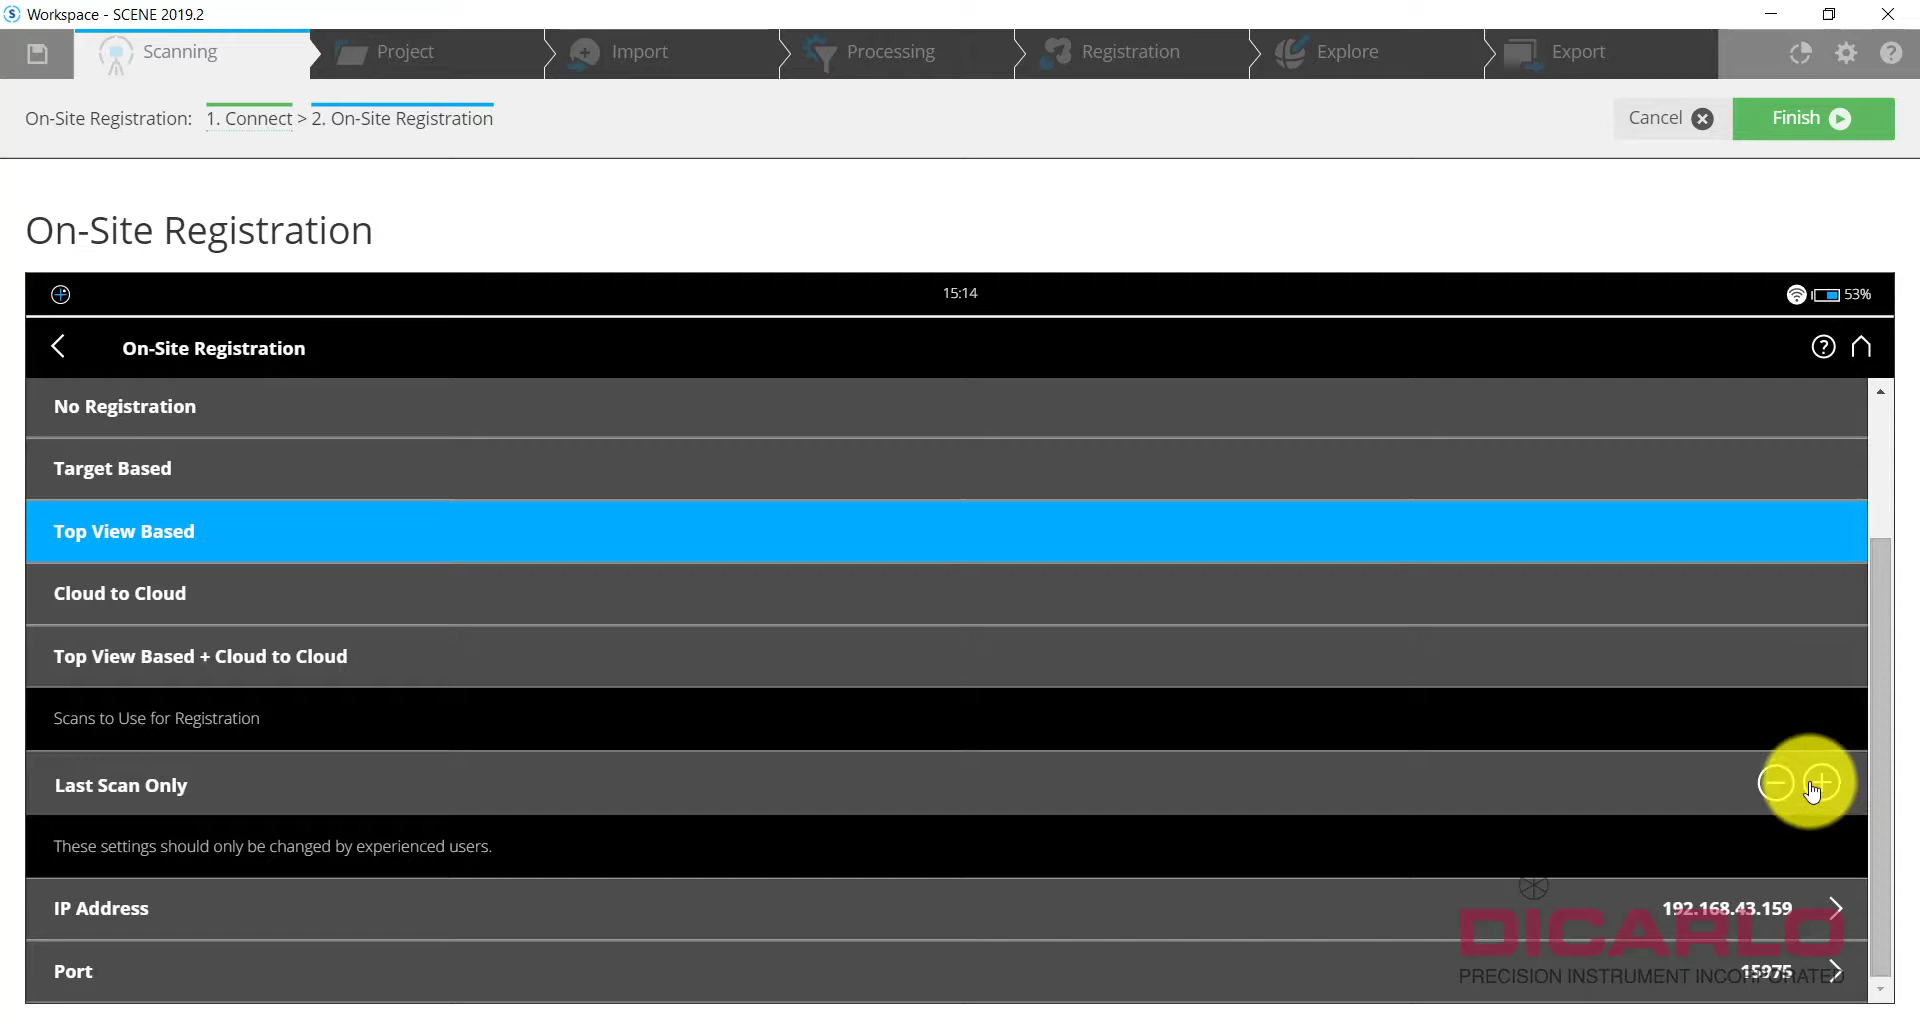 Workspace - SCENE 2019.2
Scanning Project Import Processing Registration Explore Export
On-Site Registration: 1. Connect > 2. On-Site Registration Cancel Finish
On-Site Registration
15:14 53%
On-Site Registration
No Registration
Target Based
Top View Based
Cloud to Cloud
Top View Based + Cloud to Cloud
Scans to Use for Registration
Last Scan Only
These settings should only be changed by experienced users.
IP Address 192.168.43.159
DICARLO
Port 15975
PRECISION INSTRUMENT INCORPORATED